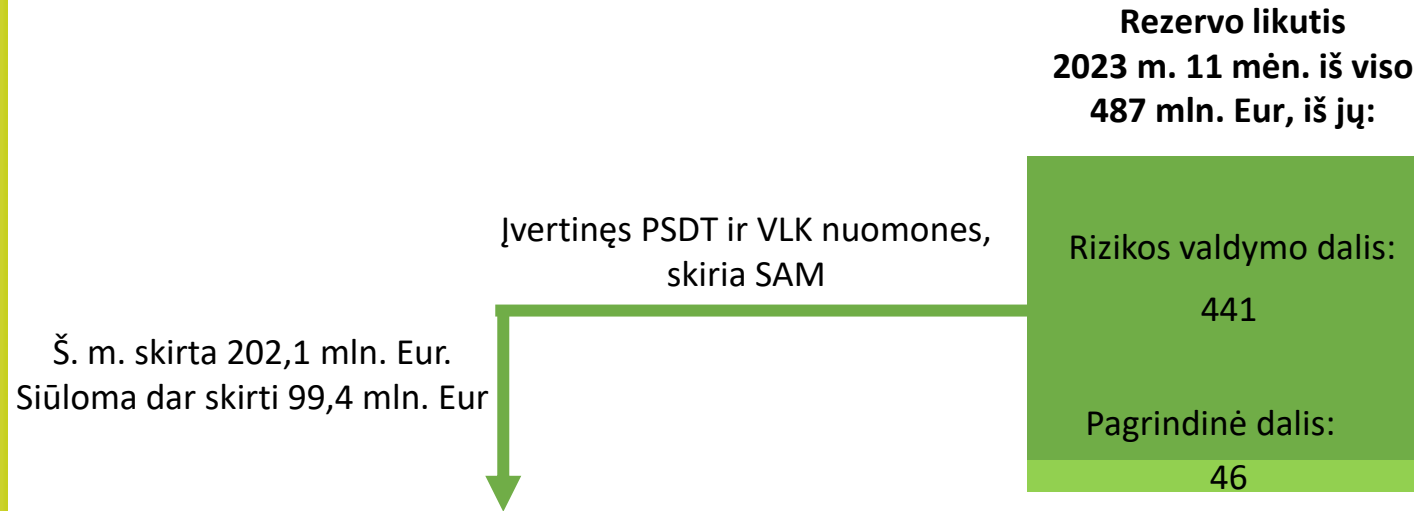 Rezervo likutis
2023 m. 11 mėn. iš viso
487 mln. Eur, iš jų:
Įvertinęs PSDT ir VLK nuomones,
skiria SAM
Rizikos valdymo dalis:
441
Š. m. skirta 202,1 mln. Eur.
Siūloma dar skirti 99,4 mln. Eur
Pagrindinė dalis:
46